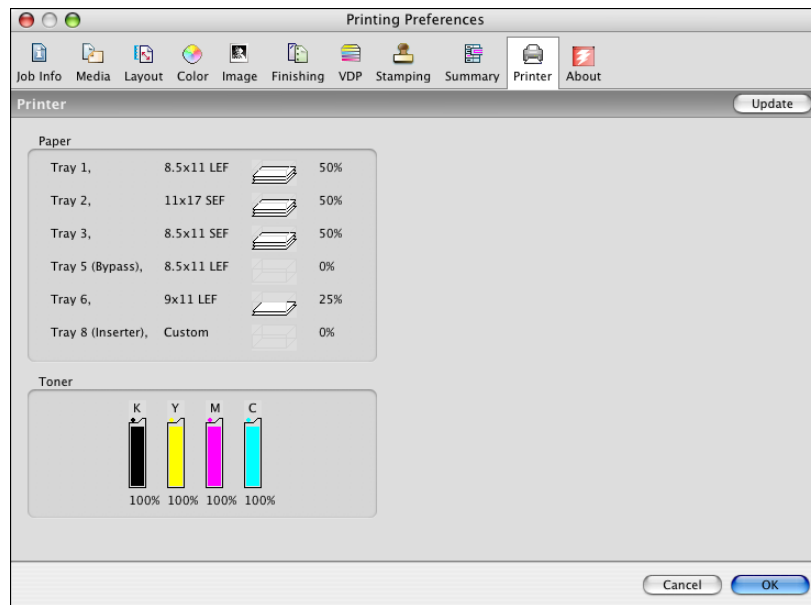 Printing Preferences
Job Info Media Layout Color Image Finishing VDP Stamping Summary Printer About
Printer Update
Paper
Tray 1, 8.5x11 LEF 50%
Tray 2, 11x17 SEF 50%
Tray 3, 8.5x11 SEF 50%
Tray 5 (Bypass), 8.5x11 LEF 0%
Tray 6, 9x11 LEF 25%
Tray 8 (Inserter), Custom 0%
Toner
K Y M C
100% 100% 100% 100%
Cancel OK